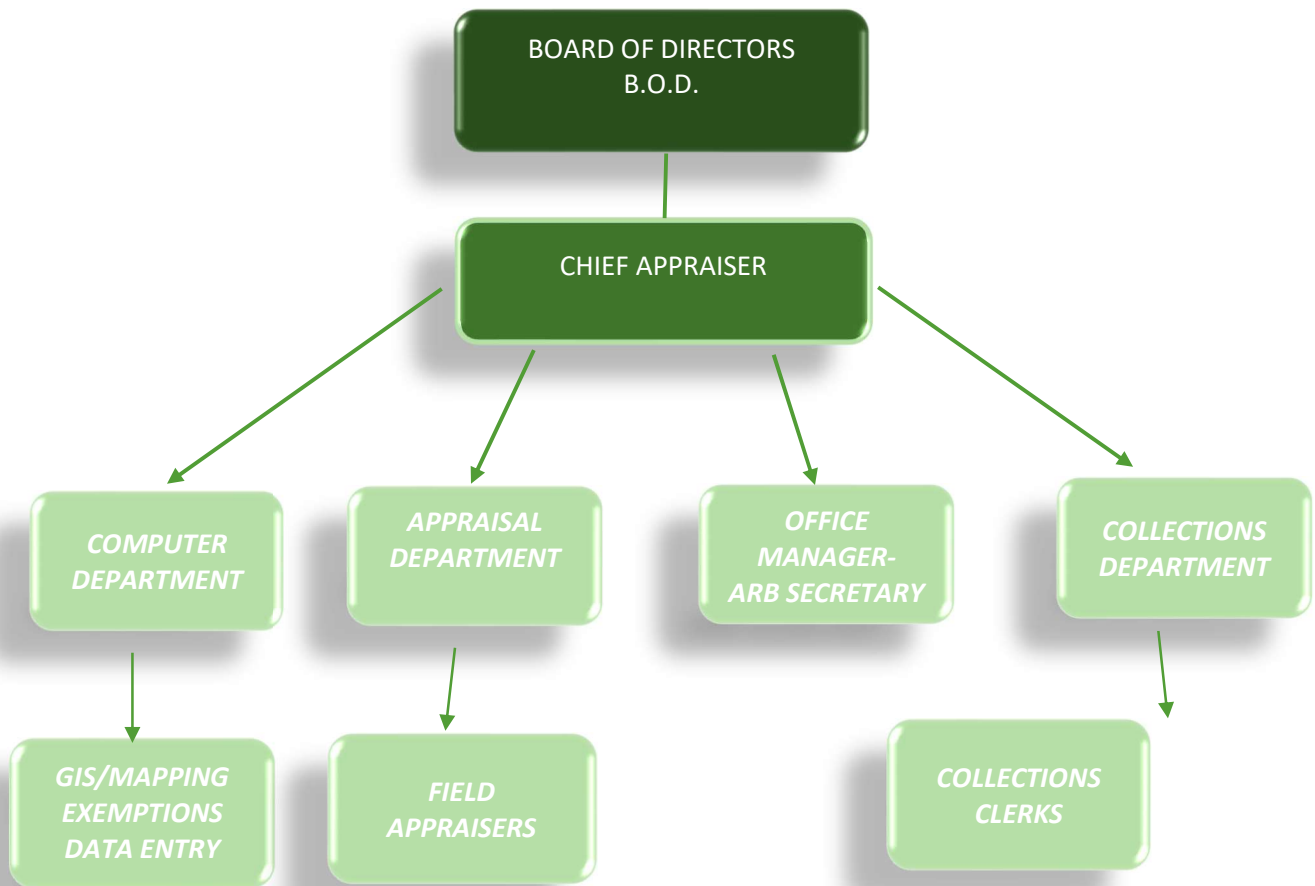 BOARD OF DIRECTORS
B.O.D.
CHIEF APPRAISER
COMPUTER
DEPARTMENT
APPRAISAL
DEPARTMENT
OFFICE
MANAGER-
ARB SECRETARY
COLLECTIONS
DEPARTMENT
GIS/MAPPING
EXEMPTIONS
DATA ENTRY
FIELD
APPRAISERS
COLLECTIONS
CLERKS